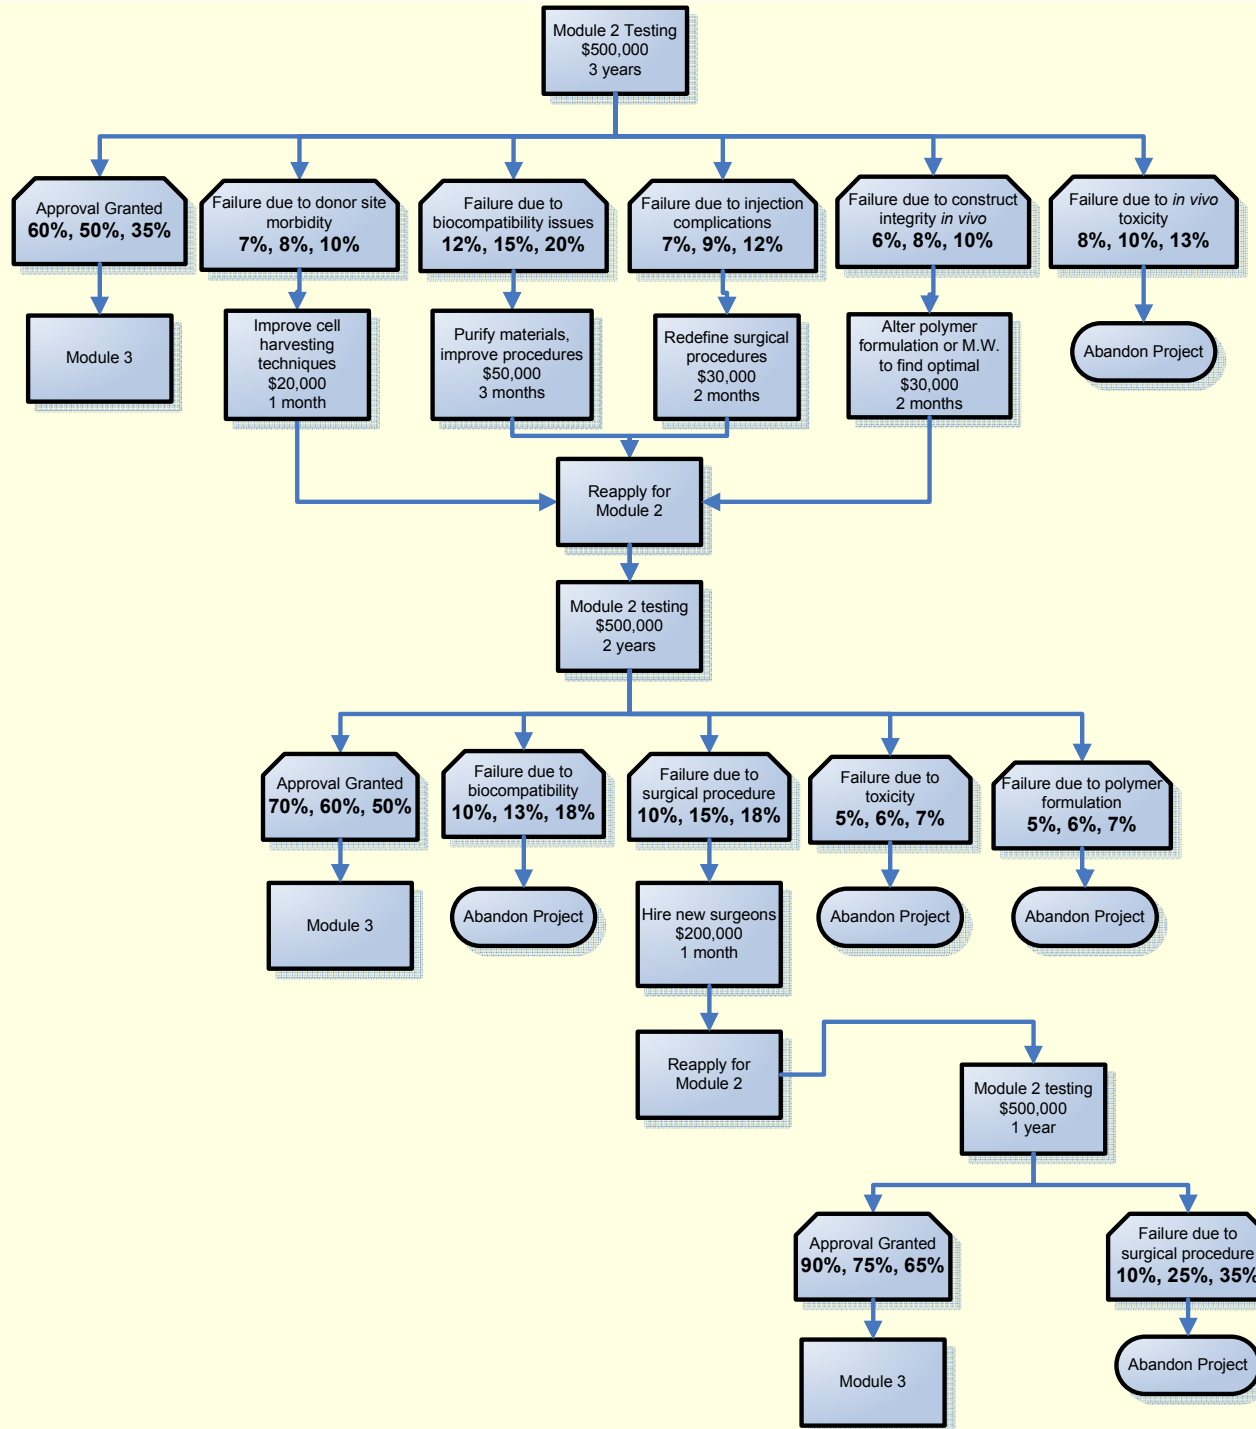 Module 2 Testing
$500,000
3 years
Approval Granted
60%, 50%, 35%
Failure due to donor site
morbidity
7%, 8%, 10%
Failure due to
biocompatibility issues
12%, 15%, 20%
Failure due to injection
complications
7%, 9%, 12%
Failure due to construct
integrity in vivo
6%, 8%, 10%
Failure due to in vivo
toxicity
8%, 10%, 13%
Module 3
Improve cell
harvesting
techniques
$20,000
1 month
Purify materials,
improve procedures
$50,000
3 months
Redefine surgical
procedures
$30,000
2 months
Alter polymer
formulation or M.W.
to find optimal
$30,000
2 months
Abandon Project
Reapply for
Module 2
Module 2 testing
$500,000
2 years
Approval Granted
70%, 60%, 50%
Failure due to
biocompatibility
10%, 13%, 18%
Failure due to
surgical procedure
10%, 15%, 18%
Failure due to
toxicity
5%, 6%, 7%
Failure due to polymer
formulation
5%, 6%, 7%
Module 3
Abandon Project
Hire new surgeons
$200,000
1 month
Abandon Project
Abandon Project
Reapply for
Module 2
Module 2 testing
$500,000
1 year
Approval Granted
90%, 75%, 65%
Failure due to
surgical procedure
10%, 25%, 35%
Module 3
Abandon Project